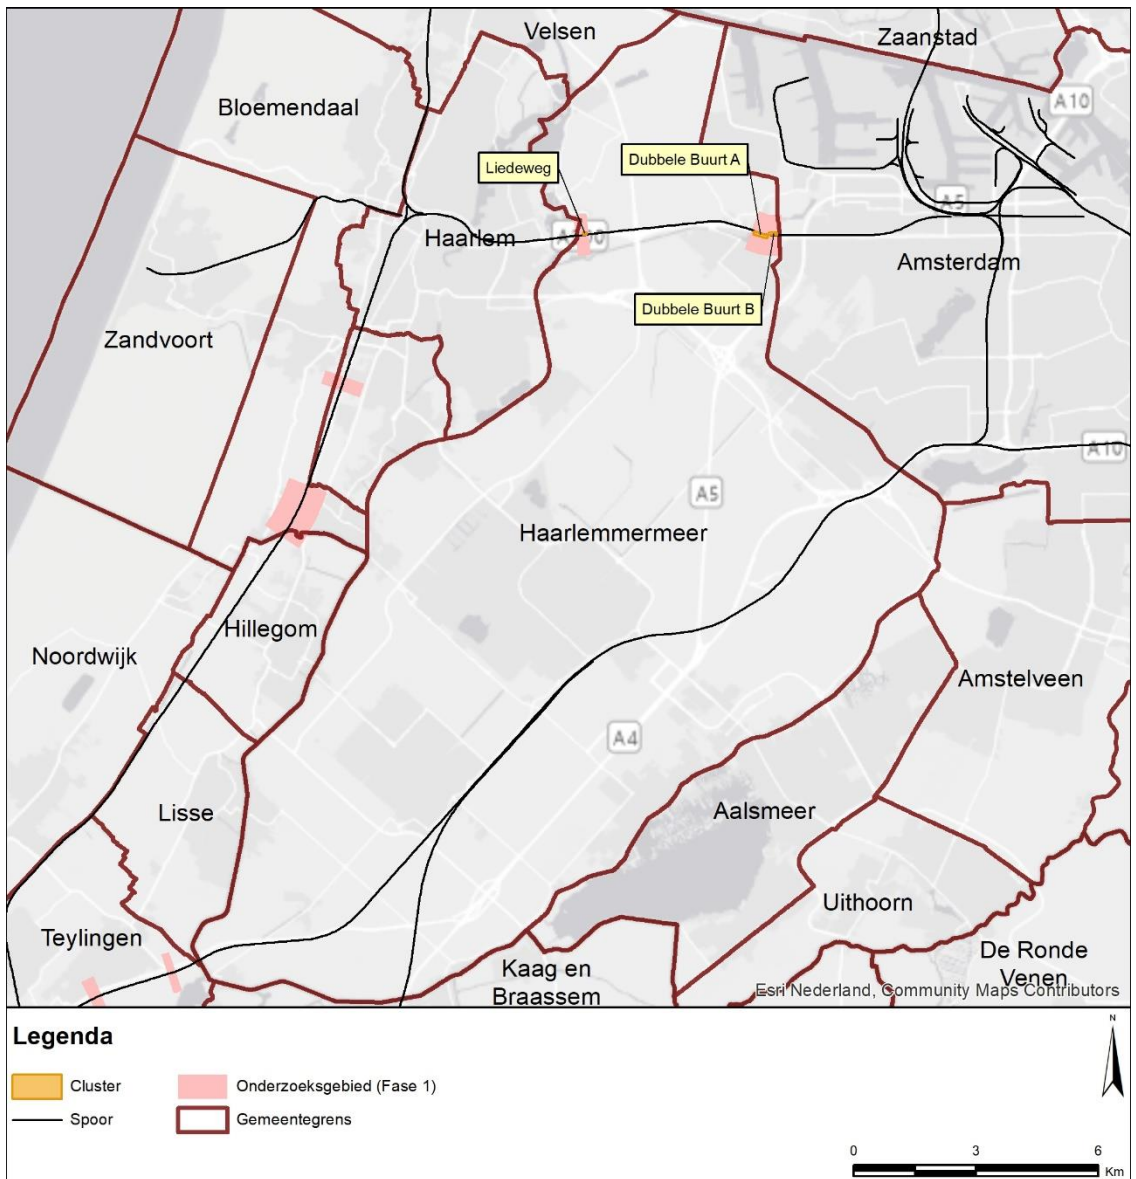 Velsen
Zaanstad
Bloemendaal
A10
Liedeweg
Dubbele Buurt A
A5
Haarlem
Amsterdam
Dubbele Buurt B
Zandvoort
A10
A5
Haarlemmermeer
Hillegom
Noordwijk
Amstelveen
A4
Lisse
Aalsmeer
Uithoorn
Teylingen
De Ronde
Venen
Kaag en
Braassem
Esri Nederland, Community Maps Contributors
Legenda
N
Cluster
Onderzoeksgebied (Fase 1)
Spoor
Gemeentegrens
0 3 6
Km